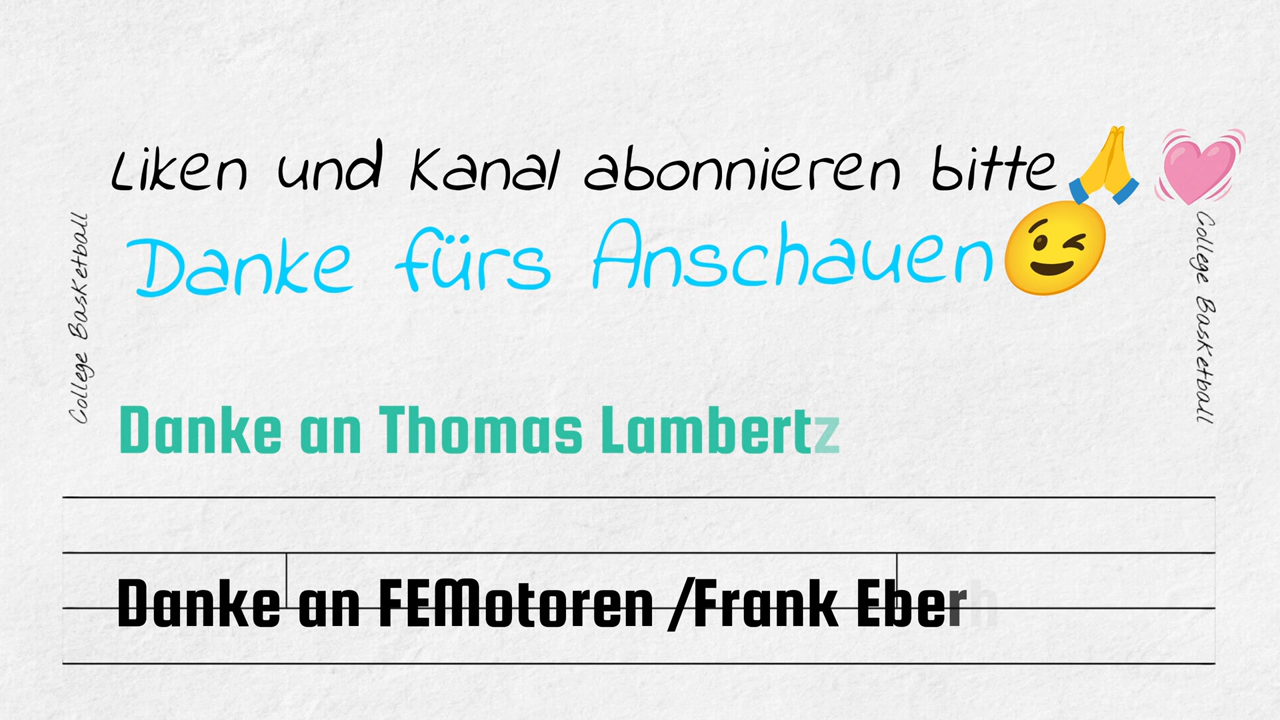 Liken und Kanal abonnieren bitte🙏 💓
Danke fürs Anschauen😉
College Basketball
College Basketball
Danke an Thomas Lambertz
Danke an FEMotoren /Frank Eberh